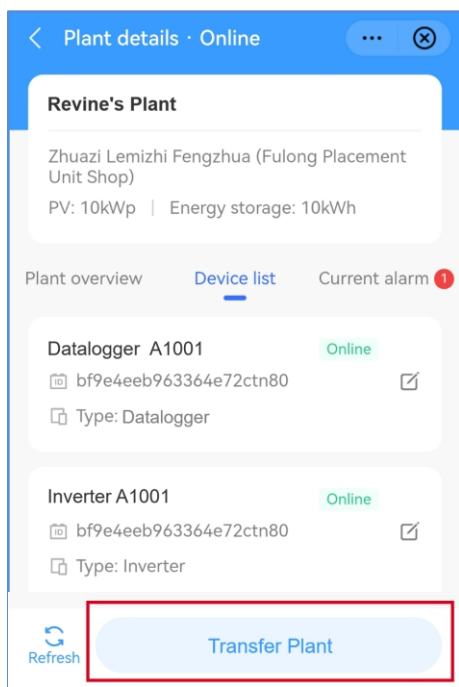 Plant details · Online
Revine's Plant
Zhuazi Lemizhi Fengzhua (Fulong Placement
Unit Shop)
PV: 10kWp | Energy storage: 10kWh
Plant overview Device list Current alarm 1
Datalogger A1001 Online
ID bf9e4eeb963364e72ctn80
Type: Datalogger
Inverter A1001 Online
ID bf9e4eeb963364e72ctn80
Type: Inverter
Refresh Transfer Plant